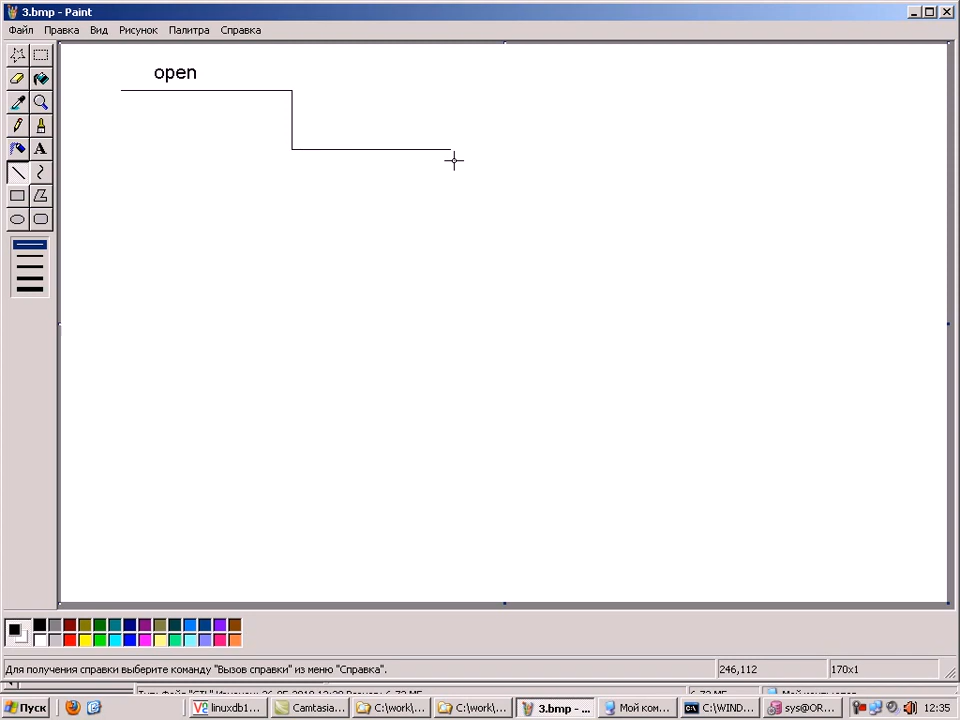 3.bmp - Paint
Файл Правка Вид Рисунок Палитра Справка
open
A
Для получения справки выберите команду "Вызов справки" из меню "Справка".
246,112
170x1
Пуск
linuxdb1...
Camtasia...
C:\work\...
C:\work\...
3.bmp - ...
Мой ком...
C:\WIND...
sys@OR...
12:35